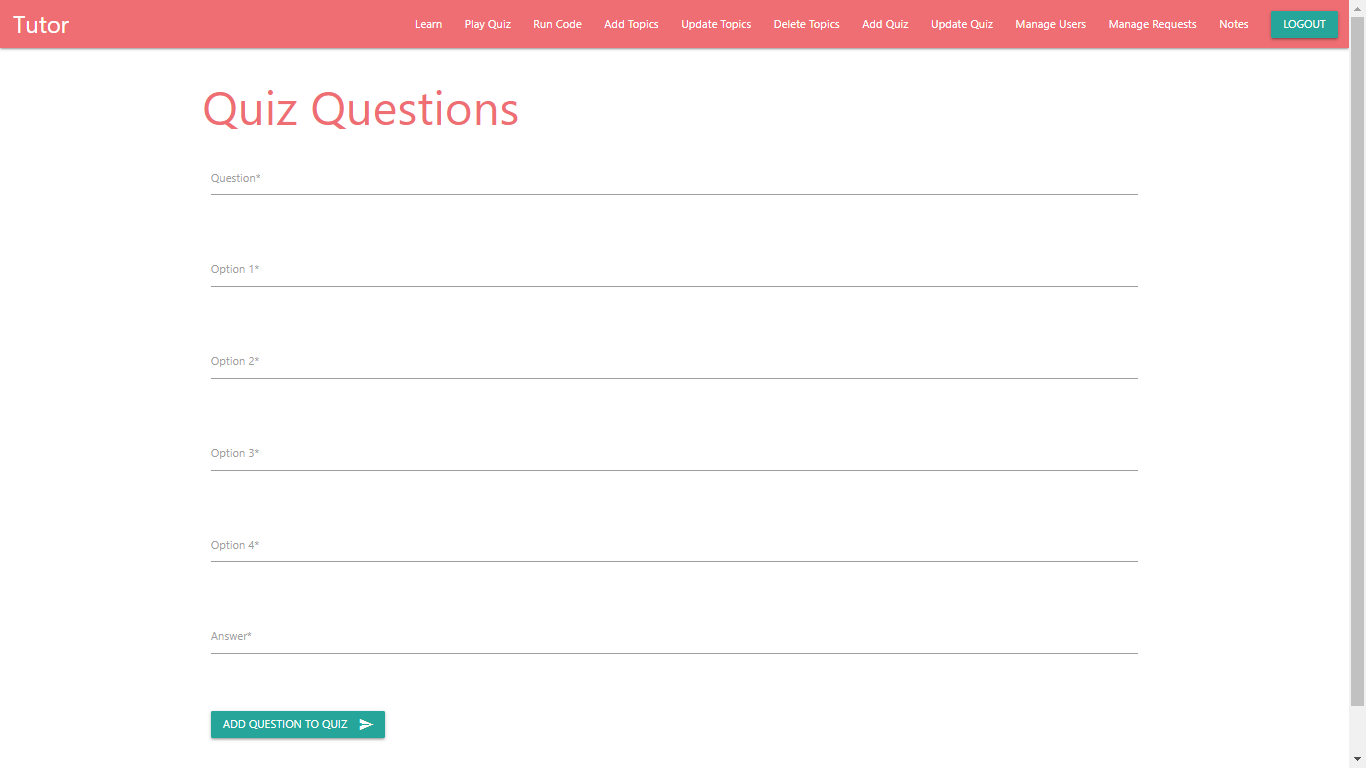 Tutor Learn Play Quiz Run Code Add Topics Update Topics Delete Topics Add Quiz Update Quiz Manage Users Manage Requests Notes LOGOUT
Quiz Questions
Question*
Option 1*
Option 2*
Option 3*
Option 4*
Answer*
ADD QUESTION TO QUIZ